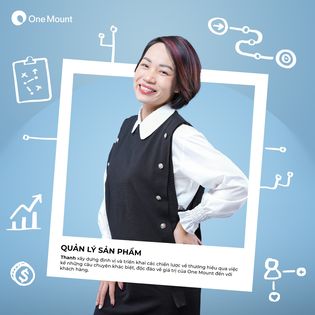 One Mount
QUẢN LÝ SẢN PHẨM
Thanh xây dựng định vị và triển khai các chiến lược về thương hiệu qua việc
kể những câu chuyện khác biệt, độc đáo về giá trị của One Mount đến với
khách hàng.